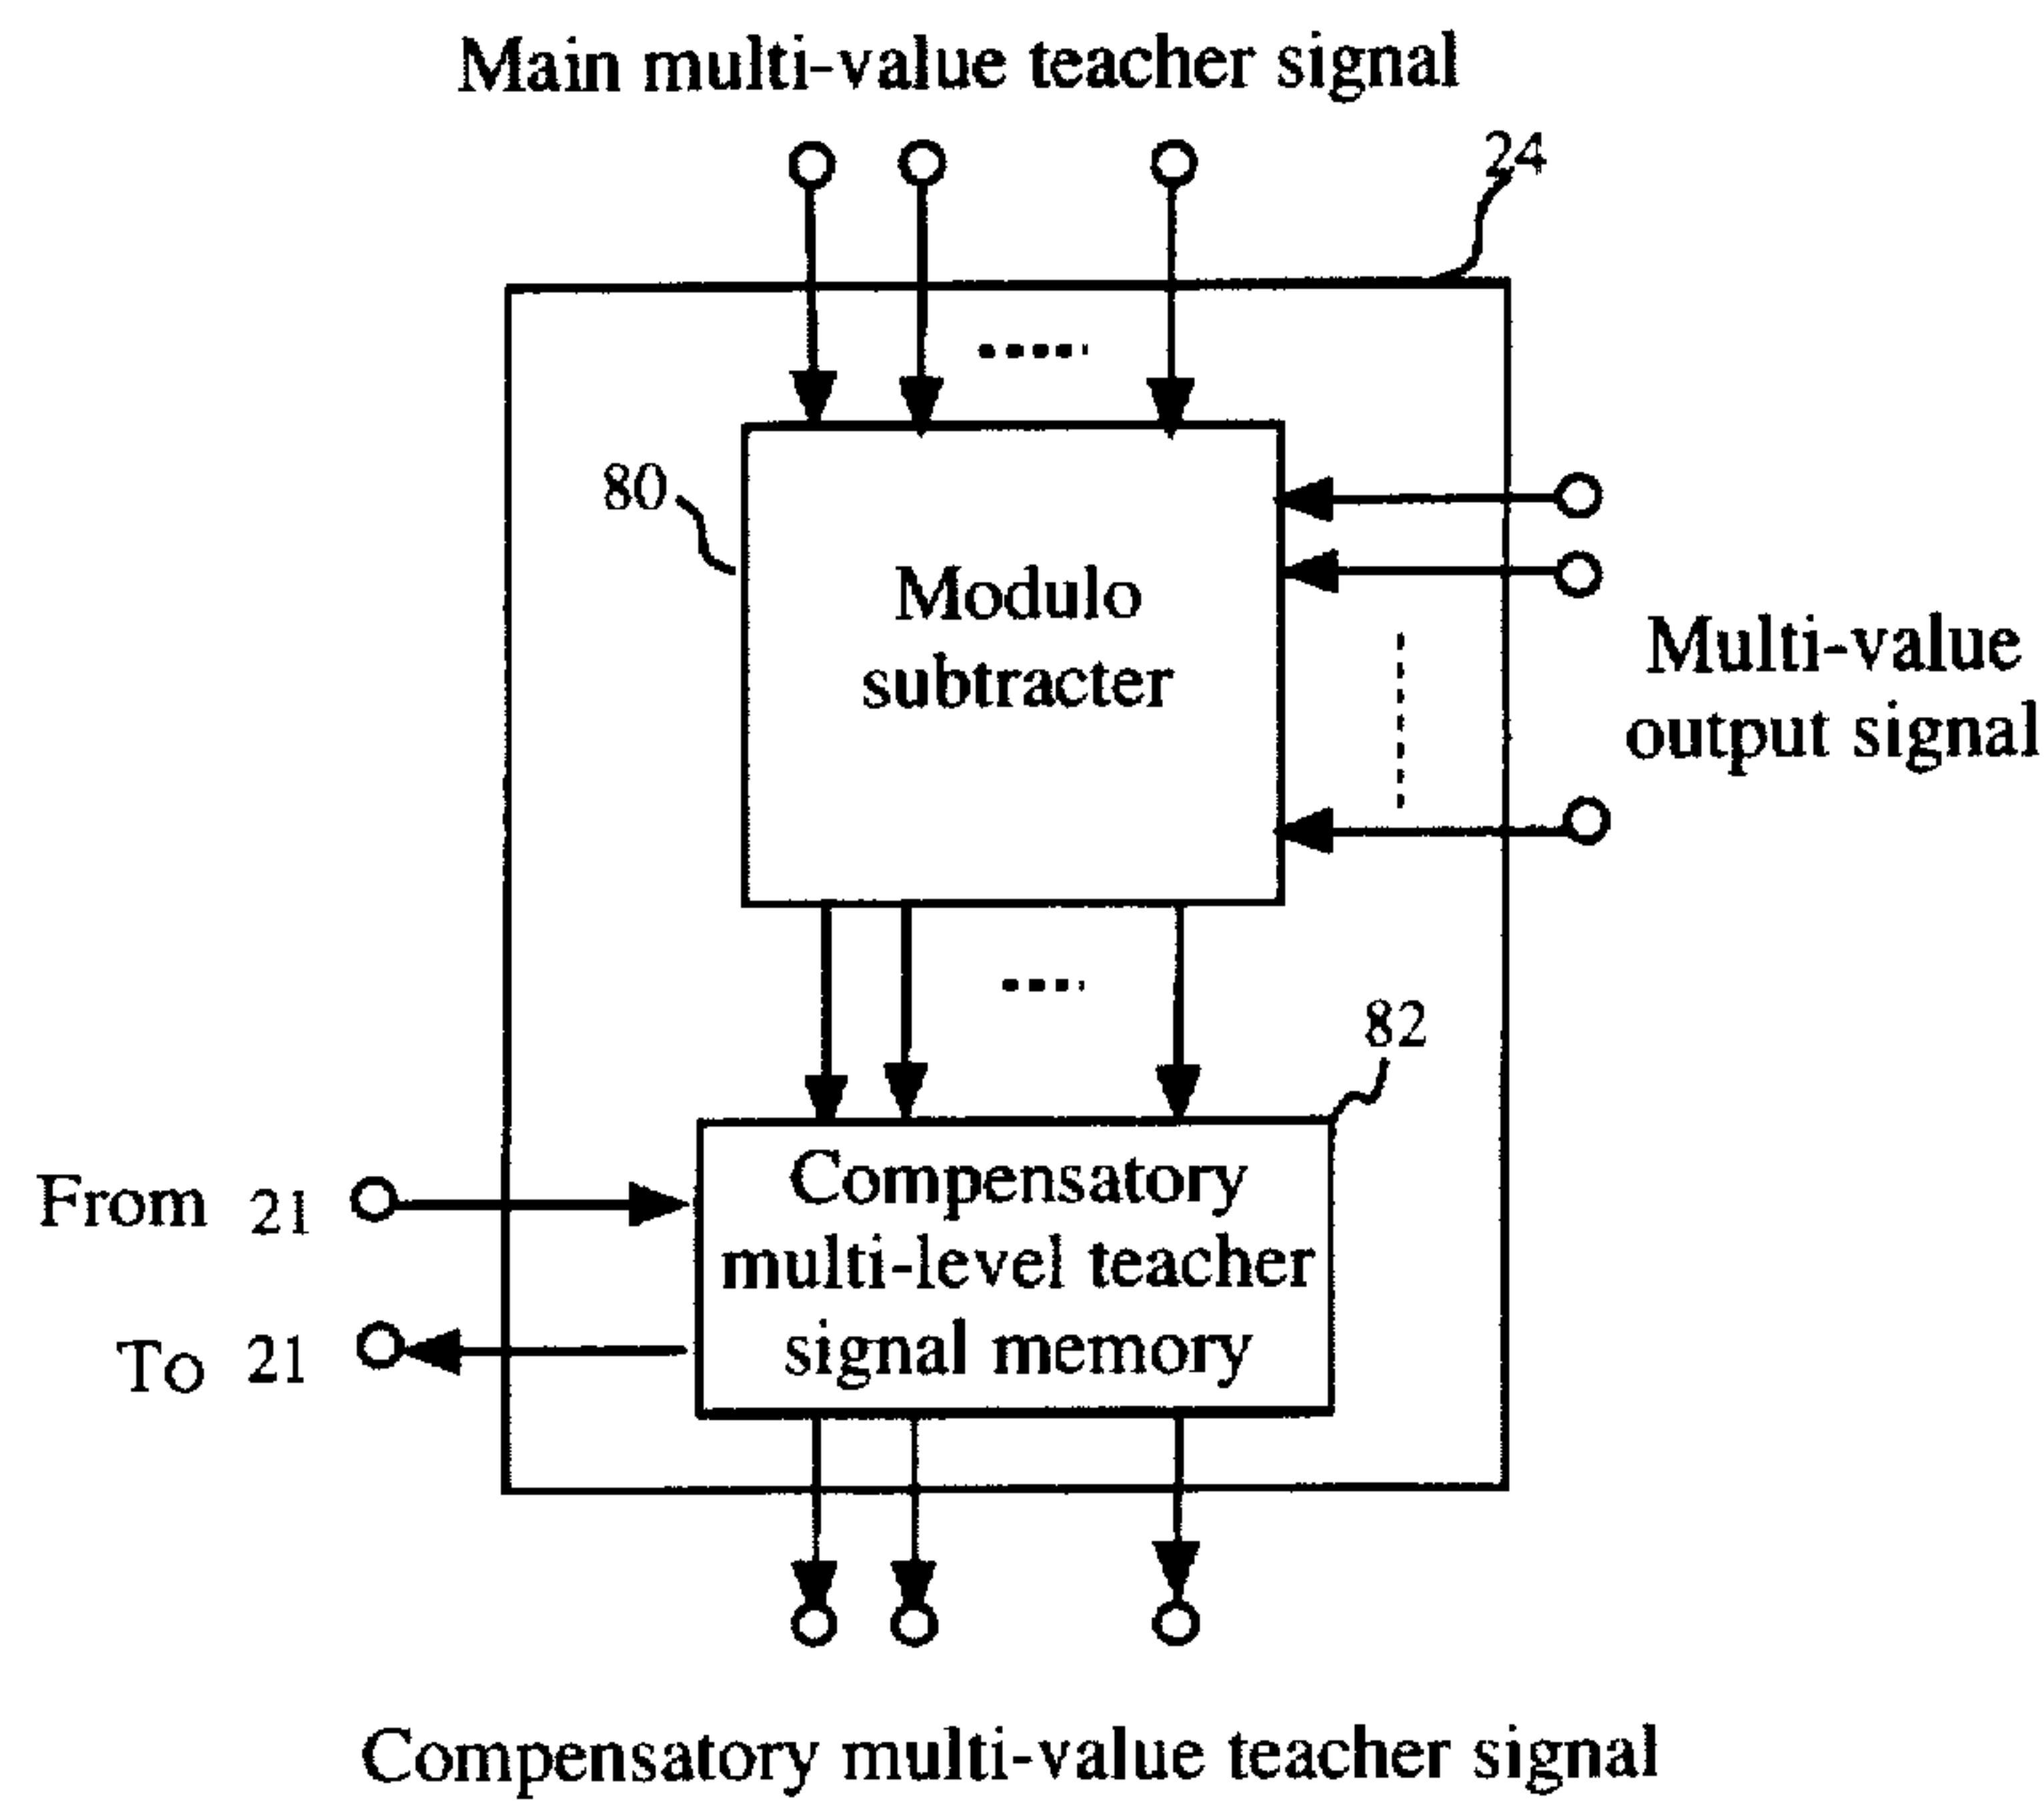 Main multi-value teacher signal
24
80
Modulo
subtracter
Multi-value
output signal
82
Compensatory
multi-level teacher
signal memory
From 21
To 21
Compensatory multi-value teacher signal